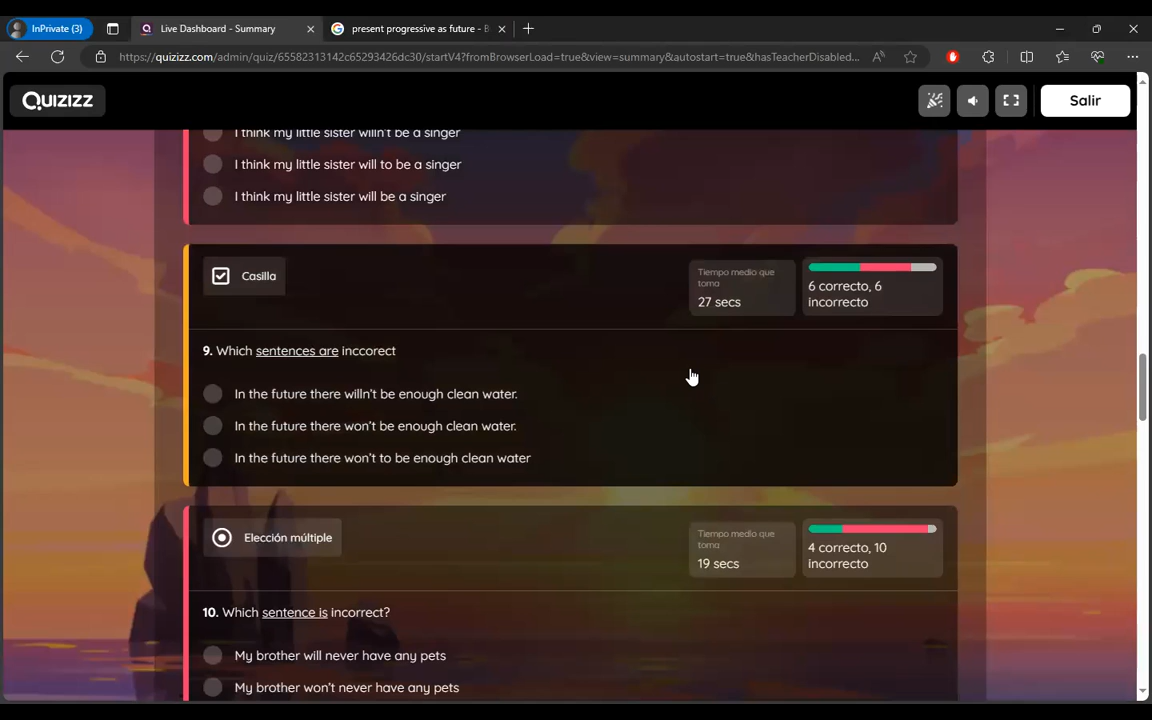 InPrivate (3)
Live Dashboard - Summary
present progressive as future - B
https://quizizz.com/admin/quiz/65582313142c65293426dc30/startV4?fromBrowserLoad=true&view=summary&autostart=true&hasTeacherDisabled...
QUIZIZZ
Salir
I think my little sister willn't be a singer
I think my little sister will to be a singer
I think my little sister will be a singer
Casilla
Tiempo medio que
toma
27 secs
6 correcto, 6
incorrecto
9. Which sentences are inccorect
In the future there willn't be enough clean water.
In the future there won't be enough clean water.
In the future there won't to be enough clean water
Elección múltiple
Tiempo medio que
toma
19 secs
4 correcto, 10
incorrecto
10. Which sentence is incorrect?
My brother will never have any pets
My brother won't never have any pets